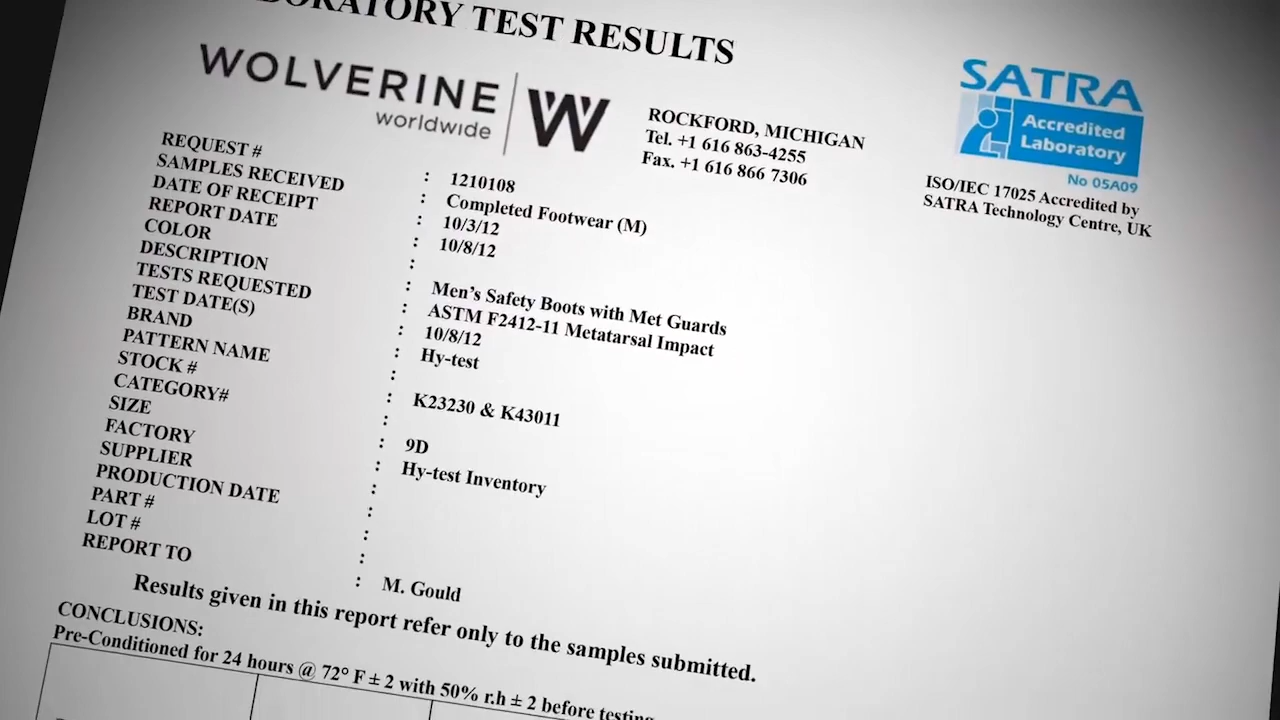 LABORATORY TEST RESULTS
WOLVERINE
worldwide
W
ROCKFORD, MICHIGAN
Tel. +1 616 863-4255
Fax. +1 616 866 7306
SATRA
Accredited
Laboratory
No 05A09
ISO/IEC 17025 Accredited by
SATRA Technology Centre, UK
REQUEST # : 1210108
SAMPLES RECEIVED : Completed Footwear (M)
DATE OF RECEIPT : 10/3/12
REPORT DATE : 10/8/12
COLOR :
DESCRIPTION : Men's Safety Boots with Met Guards
TESTS REQUESTED : ASTM F2412-11 Metatarsal Impact
TEST DATE(S) : 10/8/12
BRAND : Hy-test
PATTERN NAME :
STOCK # : K23230 & K43011
CATEGORY# :
SIZE : 9D
FACTORY : Hy-test Inventory
SUPPLIER :
PRODUCTION DATE :
PART # :
LOT # :
REPORT TO : M. Gould
Results given in this report refer only to the samples submitted.
CONCLUSIONS:
Pre-Conditioned for 24 hours @ 72° F ± 2 with 50% r.h ± 2 before testing